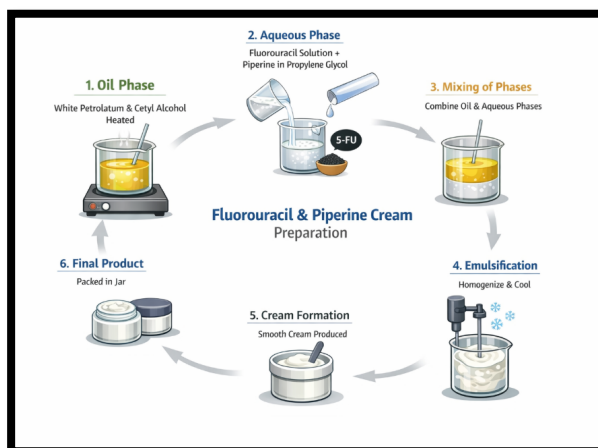 2. Aqueous Phase
Fluorouracil Solution +
Piperine in Propylene Glycol
1. Oil Phase
White Petrolatum & Cetyl Alcohol
Heated
3. Mixing of Phases
Combine Oil & Aqueous Phases
5-FU
Fluorouracil & Piperine Cream
Preparation
6. Final Product
Packed in Jar
5. Cream Formation
Smooth Cream Produced
4. Emulsification
Homogenize & Cool